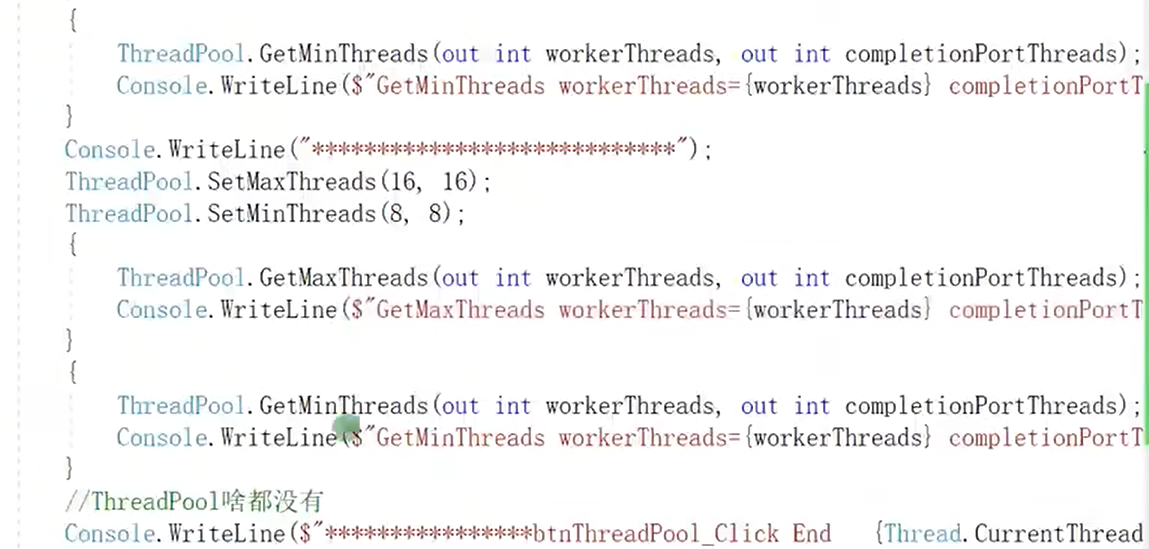 {
ThreadPool.GetMinThreads(out int workerThreads, out int completionPortThreads);
Console.WriteLine($"GetMinThreads workerThreads={workerThreads} completionPortT
}
Console.WriteLine("****************************");
ThreadPool.SetMaxThreads(16, 16);
ThreadPool.SetMinThreads(8, 8);
{
ThreadPool.GetMaxThreads(out int workerThreads, out int completionPortThreads);
Console.WriteLine($"GetMaxThreads workerThreads={workerThreads} completionPortT
}
{
ThreadPool.GetMinThreads(out int workerThreads, out int completionPortThreads);
Console.WriteLine($"GetMinThreads workerThreads={workerThreads} completionPortT
}
//ThreadPool啥都没有
Console.WriteLine($"****************btnThreadPool_Click End {Thread.CurrentThread